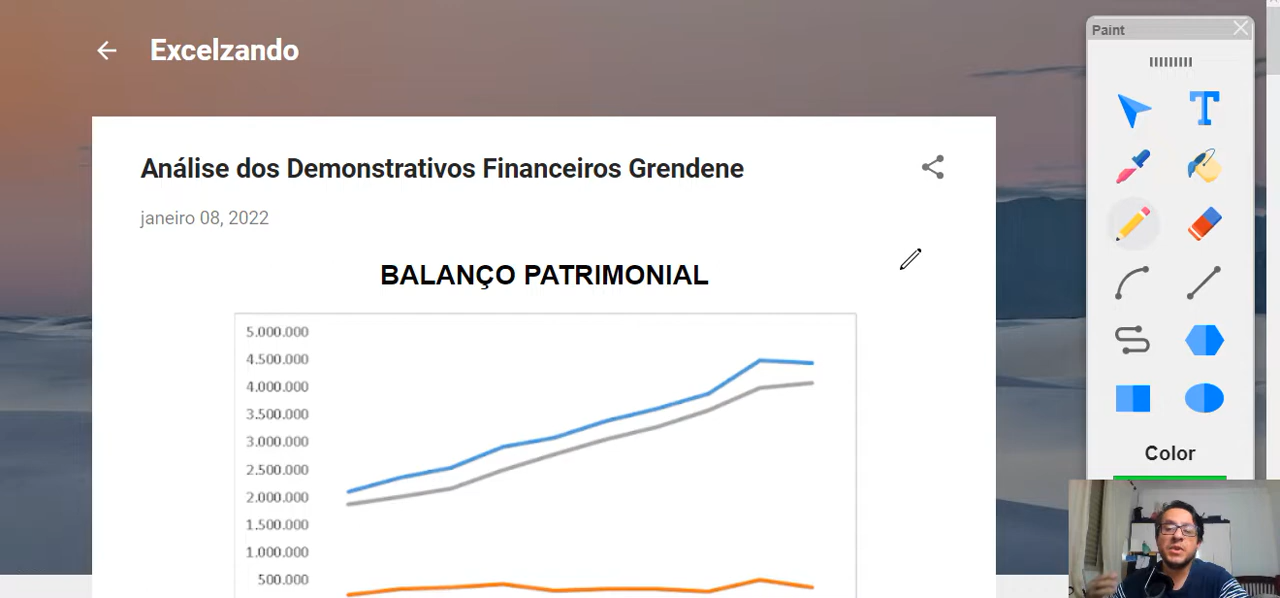 Excelzando
Análise dos Demonstrativos Financeiros Grendene
janeiro 08, 2022
BALANÇO PATRIMONIAL
5.000.000
4.500.000
4.000.000
3.500.000
3.000.000
2.500.000
2.000.000
1.500.000
1.000.000
500.000
Paint
T
Color